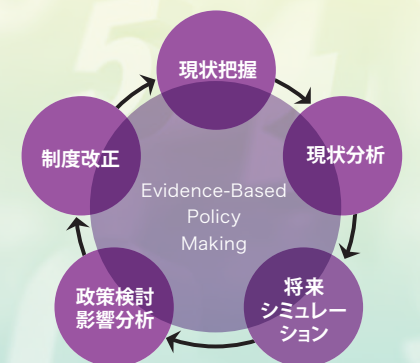 現状把握
現状分析
将来
シミュレー
ション
政策検討
影響分析
制度改正
Evidence-Based
Policy
Making